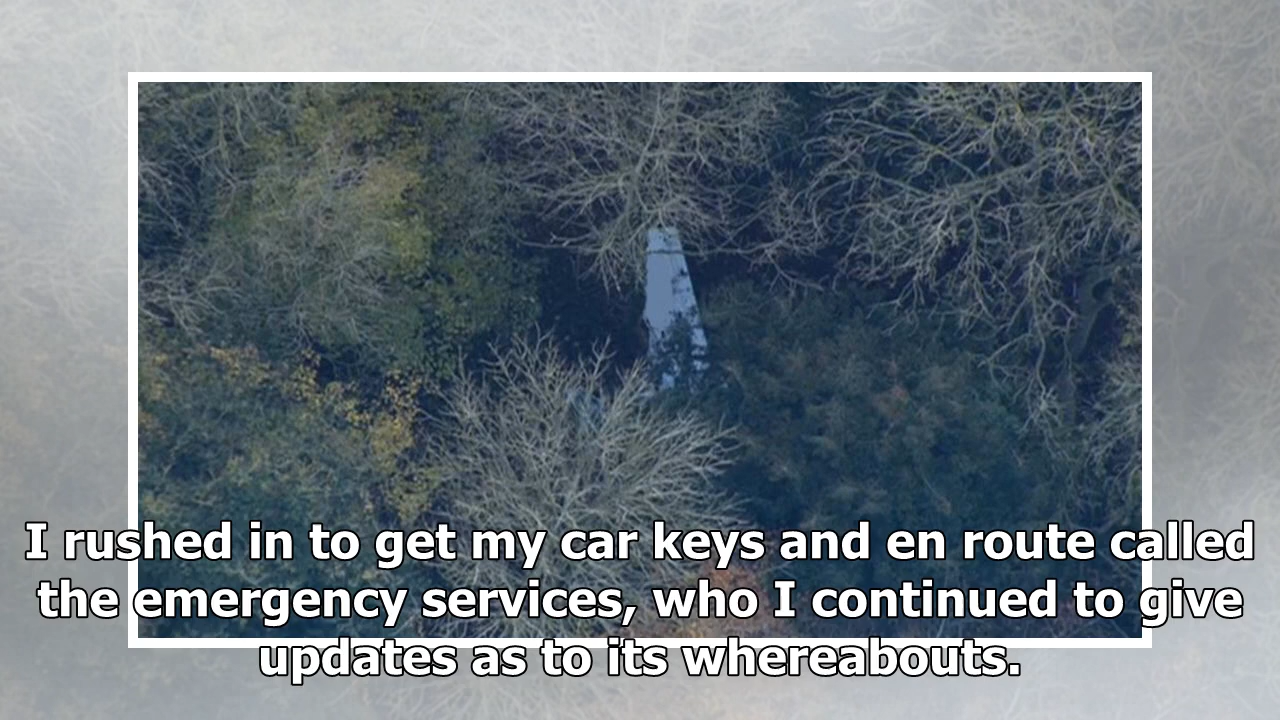 I rushed in to get my car keys and en route called
the emergency services, who I continued to give
updates as to its whereabouts.